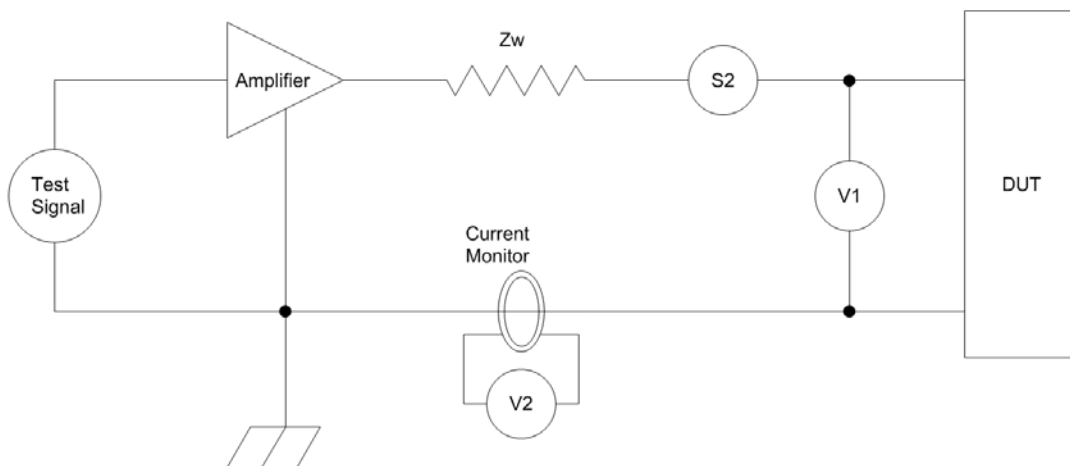 Zw
Amplifier
S2
Test
Signal
V1
DUT
Current
Monitor
V2